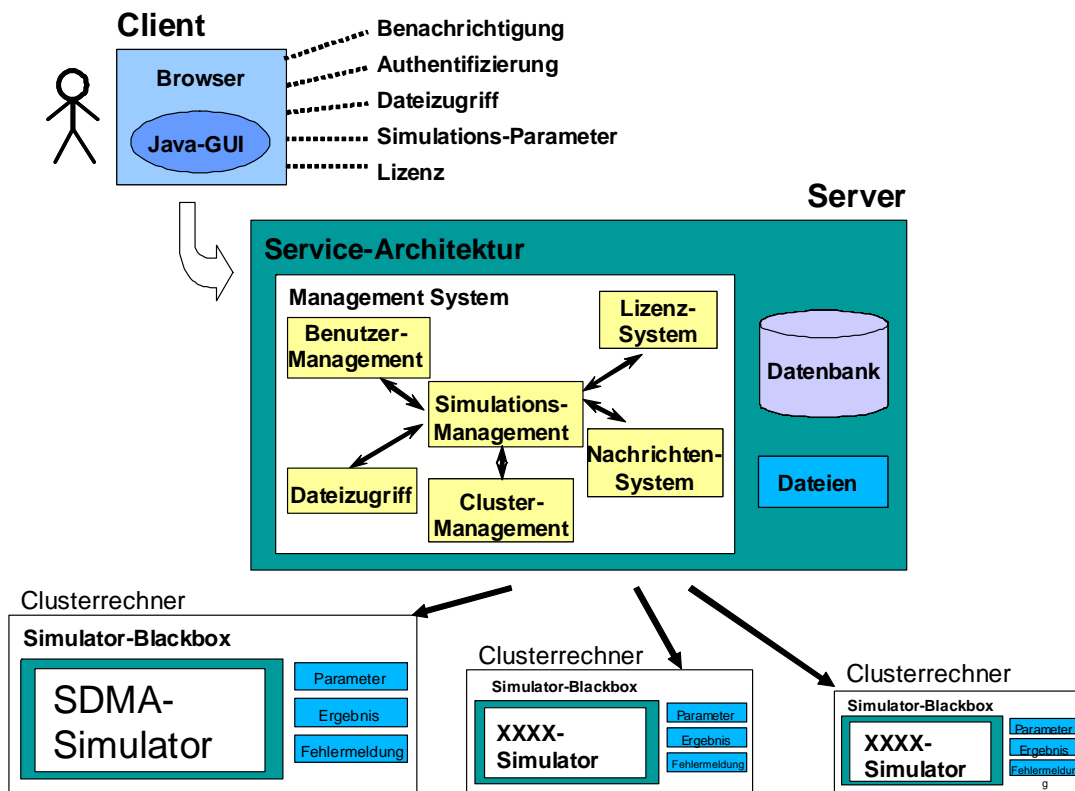 Client
Browser
Java-GUI
Benachrichtigung
Authentifizierung
Dateizugriff
Simulations-Parameter
Lizenz
Server
Service-Architektur
Management System
Benutzer-
Management
Lizenz-
System
Simulations-
Management
Dateizugriff
Cluster-
Management
Nachrichten-
System
Datenbank
Dateien
Clusterrechner
Simulator-Blackbox
SDMA-
Simulator
Parameter
Ergebnis
Fehlermeldung
Clusterrechner
Simulator-Blackbox
XXXX-
Simulator
Parameter
Ergebnis
Fehlermeldung
Clusterrechner
Simulator-Blackbox
XXXX-
Simulator
Parameter
Ergebnis
Fehlermeldun
g